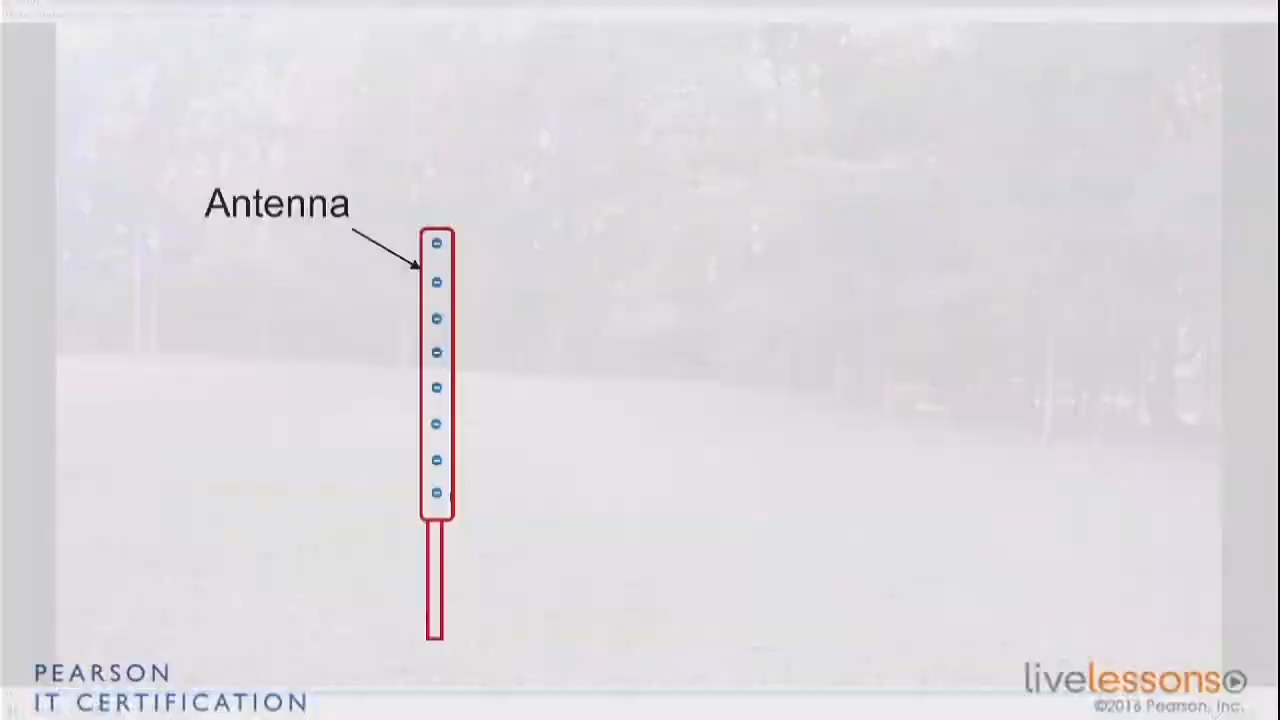 Antenna
PEARSON
IT CERTIFICATION
livelessons
©2016 Pearson, Inc.